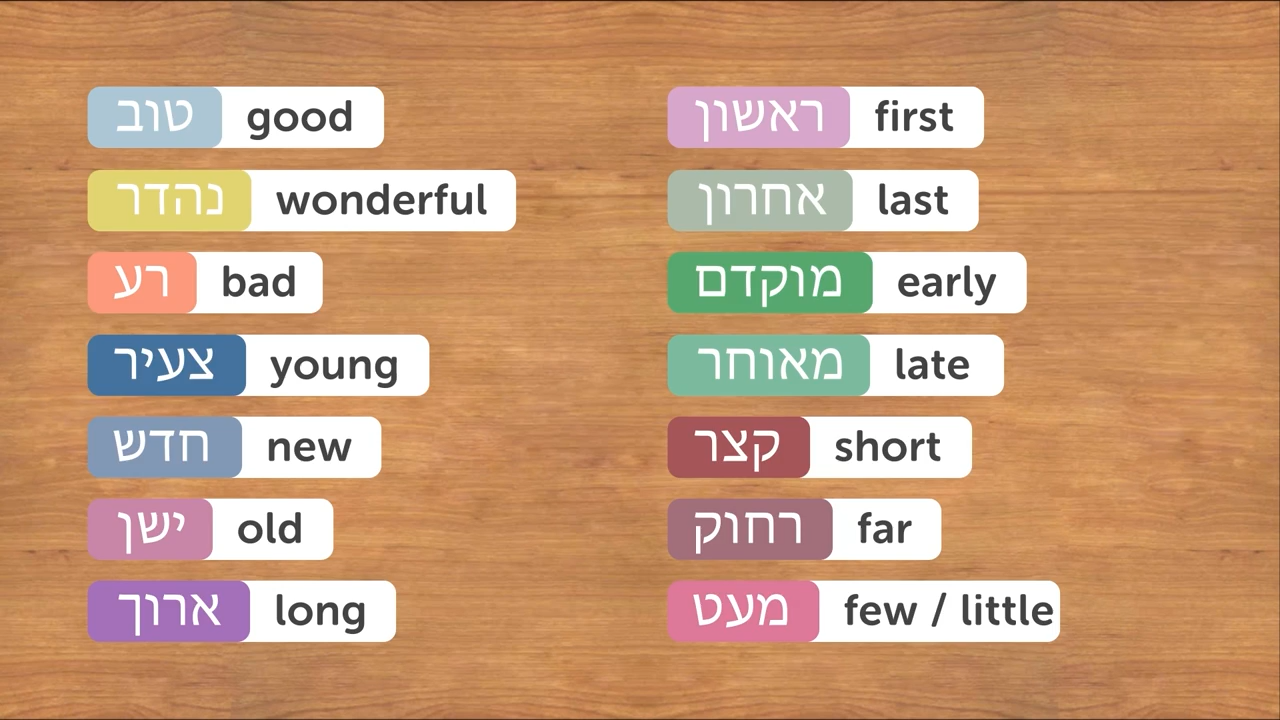 טוב good
נהדר wonderful
רע bad
צעיר young
חדש new
ישן old
ארוך long
ראשון first
אחרון last
מוקדם early
מאוחר late
קצר short
רחוק far
מעט few / little